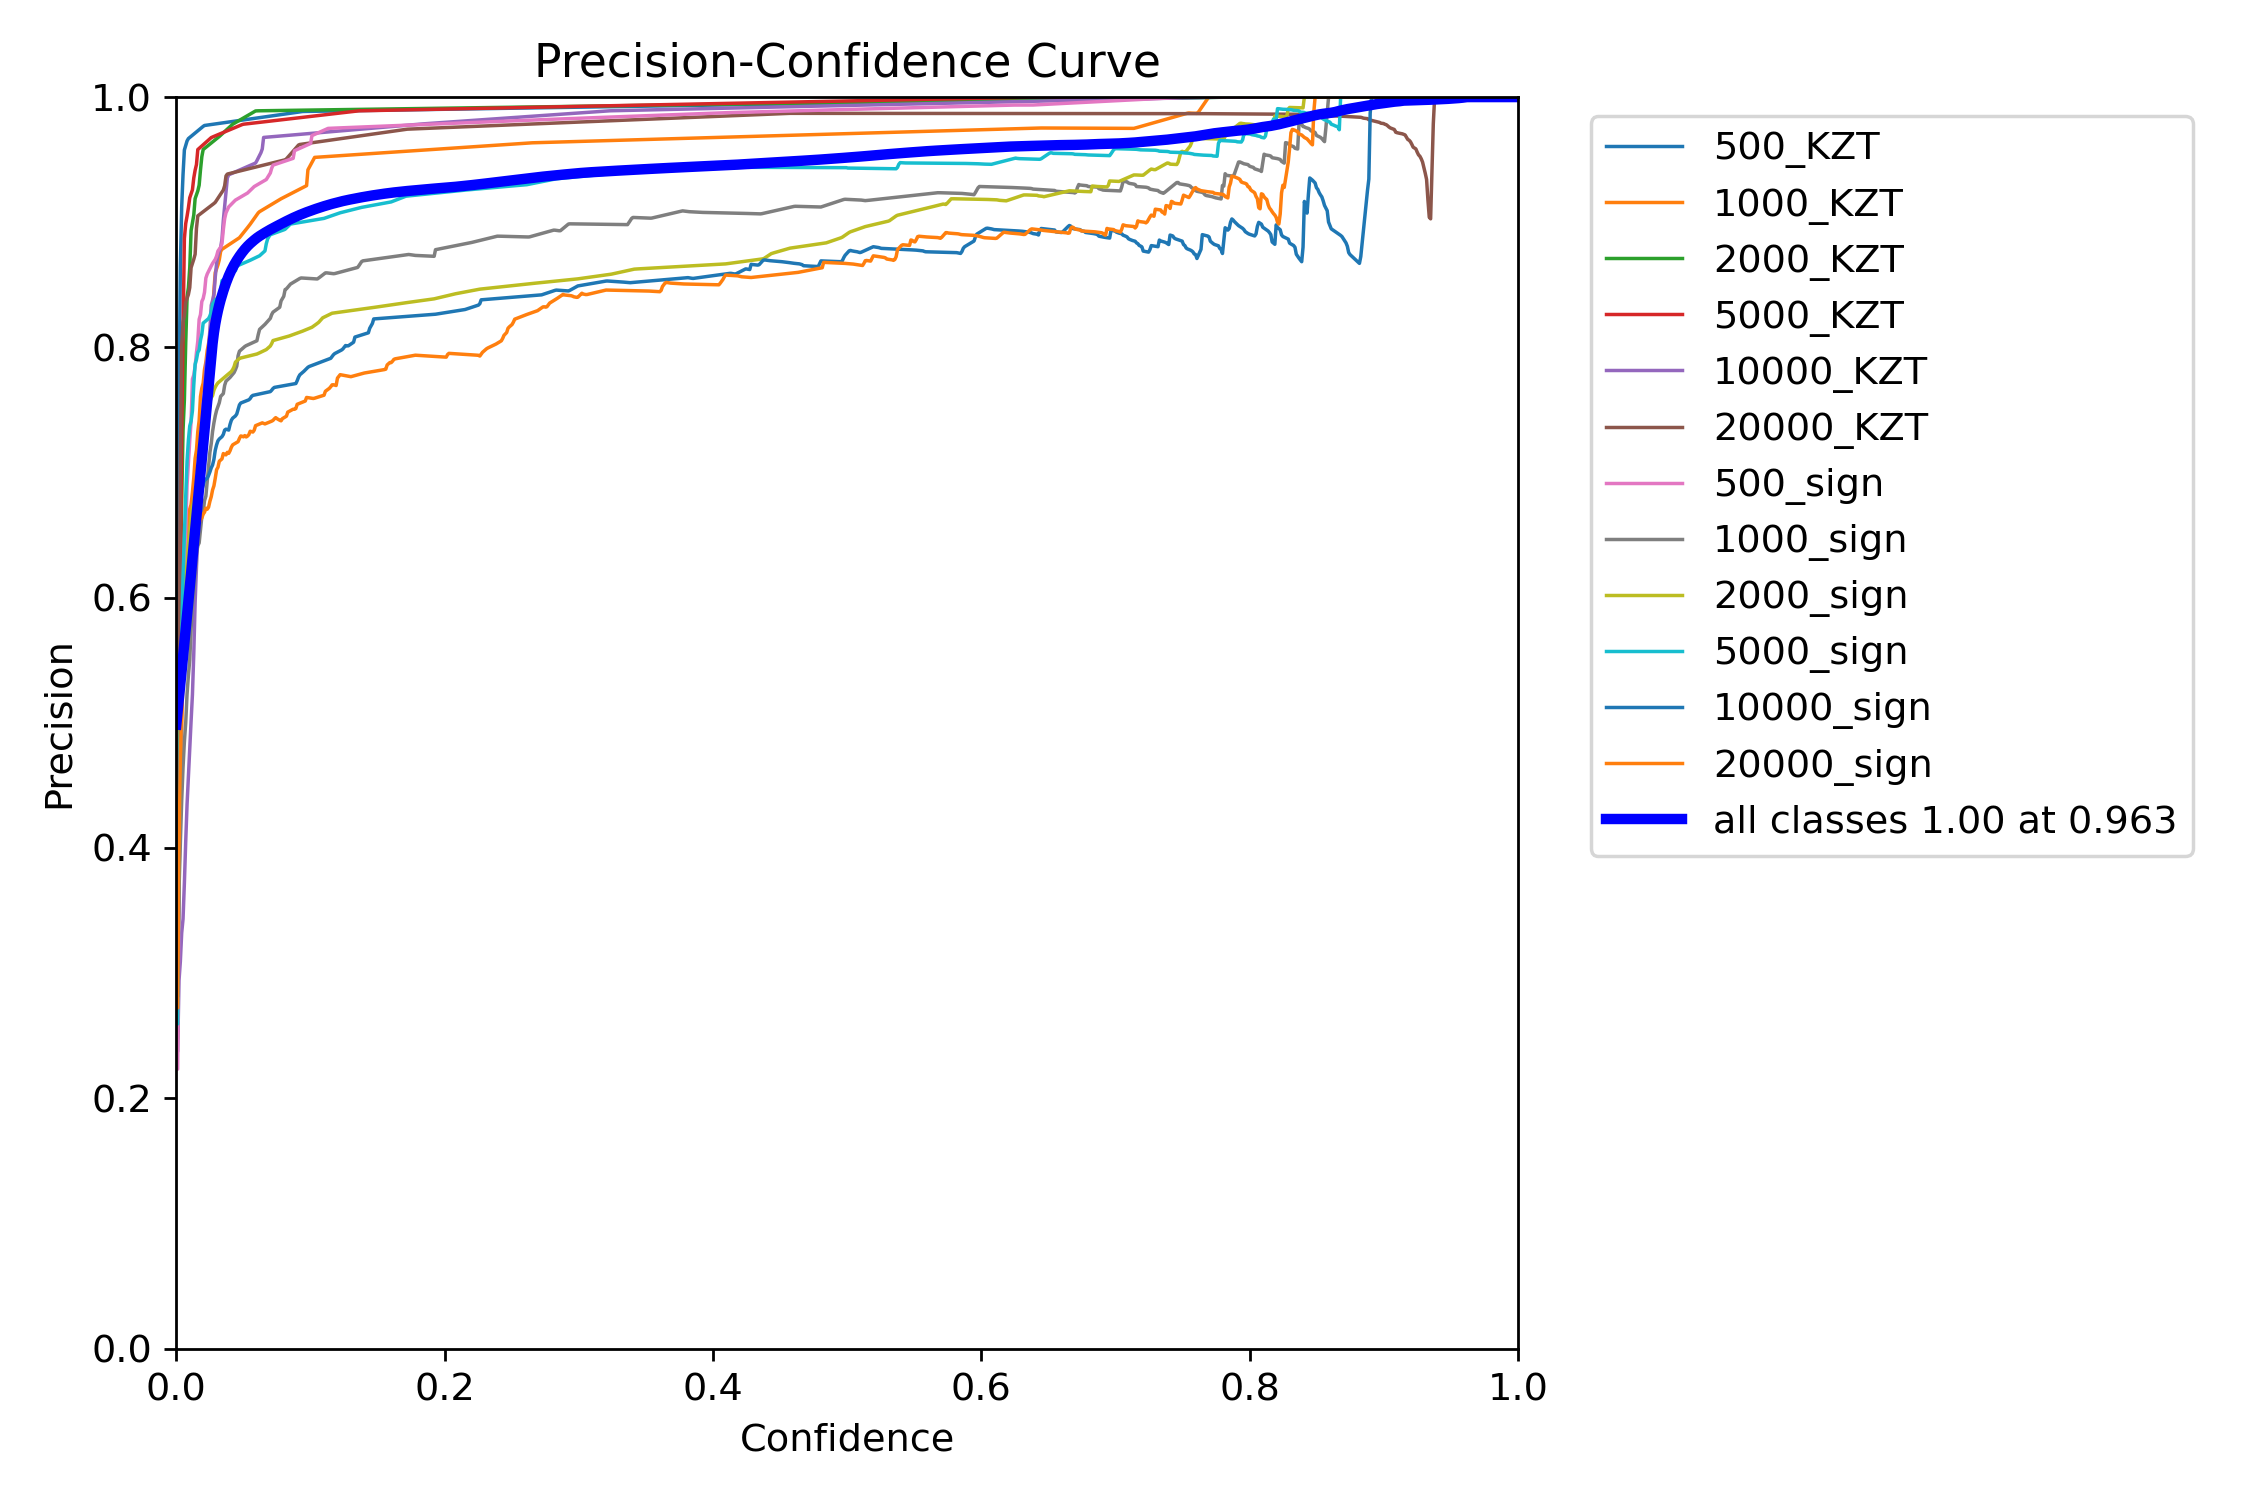 Precision-Confidence Curve
1.0
0.8
0.6
0.4
0.2
0.0
Precision
0.0 0.2 0.4 0.6 0.8 1.0
Confidence
500_KZT
1000_KZT
2000_KZT
5000_KZT
10000_KZT
20000_KZT
500_sign
1000_sign
2000_sign
5000_sign
10000_sign
20000_sign
all classes 1.00 at 0.963